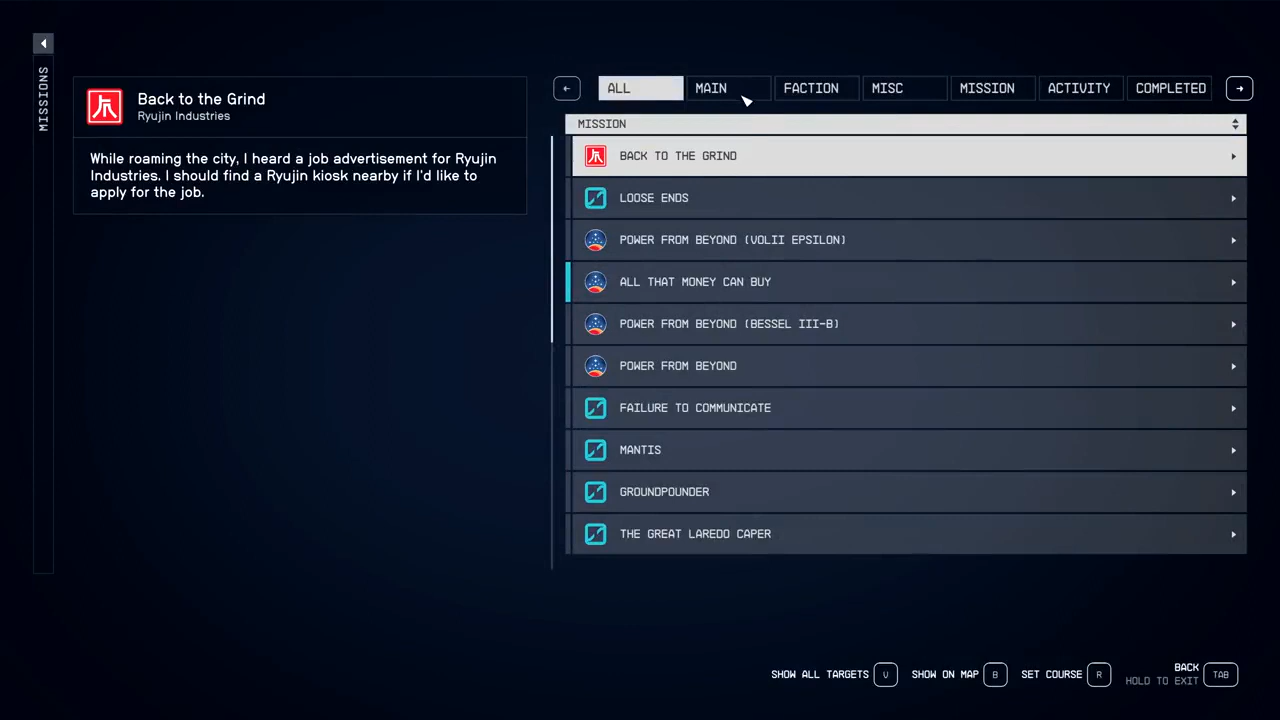 MISSIONS
Back to the Grind
Ryujin Industries
While roaming the city, I heard a job advertisement for Ryujin
Industries. I should find a Ryujin kiosk nearby if I'd like to
apply for the job.
ALL MAIN FACTION MISC MISSION ACTIVITY COMPLETED
MISSION
BACK TO THE GRIND
LOOSE ENDS
POWER FROM BEYOND (VOLII EPSILON)
ALL THAT MONEY CAN BUY
POWER FROM BEYOND (BESSEL III-B)
POWER FROM BEYOND
FAILURE TO COMMUNICATE
MANTIS
GROUNDPOUNDER
THE GREAT LAREDO CAPER
SHOW ALL TARGETS V SHOW ON MAP B SET COURSE R BACK TAB
HOLD TO EXIT